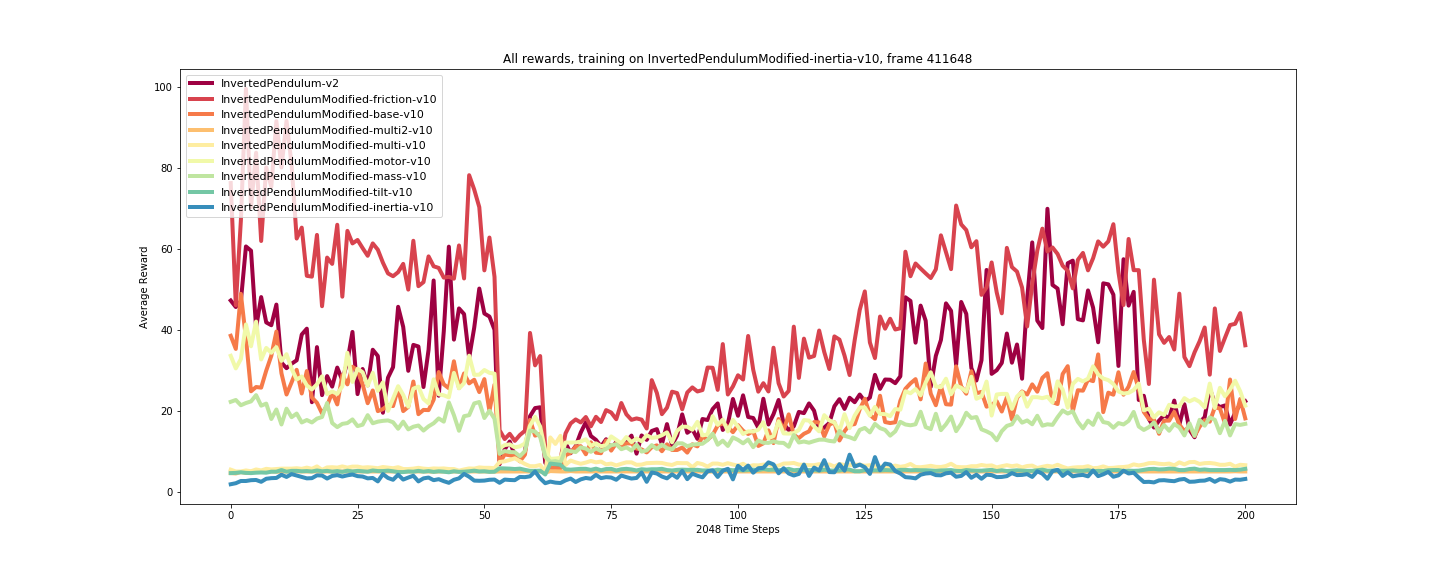 All rewards, training on InvertedPendulumModified-inertia-v10, frame 411648
InvertedPendulum-v2
InvertedPendulumModified-friction-v10
InvertedPendulumModified-base-v10
InvertedPendulumModified-multi2-v10
InvertedPendulumModified-multi-v10
InvertedPendulumModified-motor-v10
InvertedPendulumModified-mass-v10
InvertedPendulumModified-tilt-v10
InvertedPendulumModified-inertia-v10
Average Reward
100
80
60
40
20
0
0 25 50 75 100 125 150 175 200
2048 Time Steps